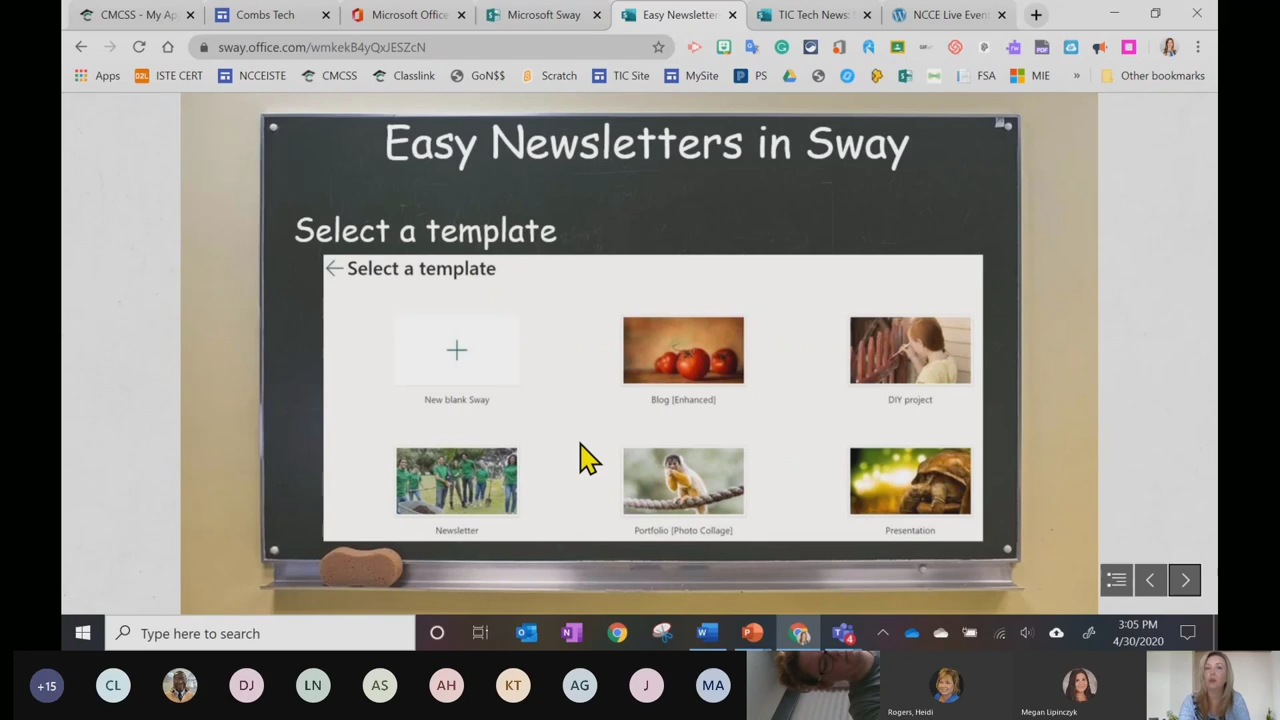 CMCSS - My Ap
Combs Tech
Microsoft Office
Microsoft Sway
Easy Newslette
TIC Tech News:
NCCE Live Even
sway.office.com/wmkekB4yQxJESZcN
Apps
D2L
ISTE CERT
NCCEISTE
CMCSS
Classlink
GoN$$
Scratch
TIC Site
MySite
PS
FSA
MIE
»
Other bookmarks
Easy Newsletters in Sway
Select a template
Select a template
New blank Sway
Blog [Enhanced]
DIY project
Newsletter
Portfolio [Photo Collage]
Presentation
Type here to search
4
3:05 PM
4/30/2020
+15
CL
DJ
LN
AS
AH
KT
AG
J
MA
Rogers, Heidi
Megan Lipinczyk